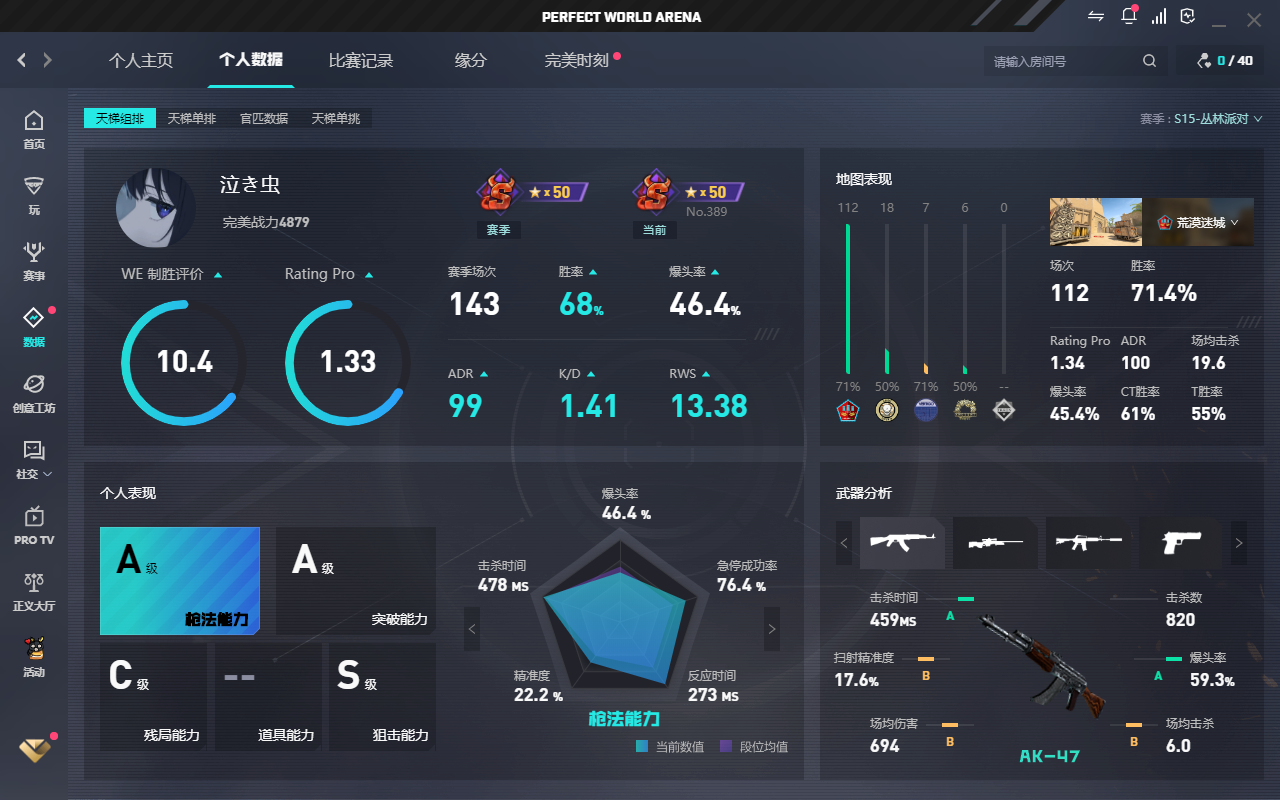 PERFECT WORLD ARENA
个人主页
个人数据
比赛记录
缘分
完美时刻
请输入房间号
0 / 40
首页
玩
赛事
数据
创意工坊
社交
PRO TV
正义大厅
活动
天梯组排
天梯单排
官匹数据
天梯单挑
赛季 : S15-丛林派对
泣き虫
完美战力4879
★ x 50
赛季
★ x 50
No.389
当前
WE 制胜评价
10.4
Rating Pro
1.33
赛季场次
143
胜率
68%
爆头率
46.4%
ADR
99
K/D
1.41
RWS
13.38
地图表现
112 18 7 6 0
71% 50% 71% 50% --
荒漠迷城
场次
112
胜率
71.4%
Rating Pro
1.34
ADR
100
场均击杀
19.6
爆头率
45.4%
CT胜率
61%
T胜率
55%
个人表现
A 级
枪法能力
A 级
突破能力
C 级
残局能力
--
道具能力
S 级
狙击能力
爆头率
46.4 %
击杀时间
478 MS
急停成功率
76.4 %
精准度
22.2 %
反应时间
273 MS
枪法能力
当前数值
段位均值
武器分析
击杀时间
459MS
A
击杀数
820
扫射精准度
17.6%
B
爆头率
59.3%
A
场均伤害
694
B
场均击杀
6.0
B
AK-47